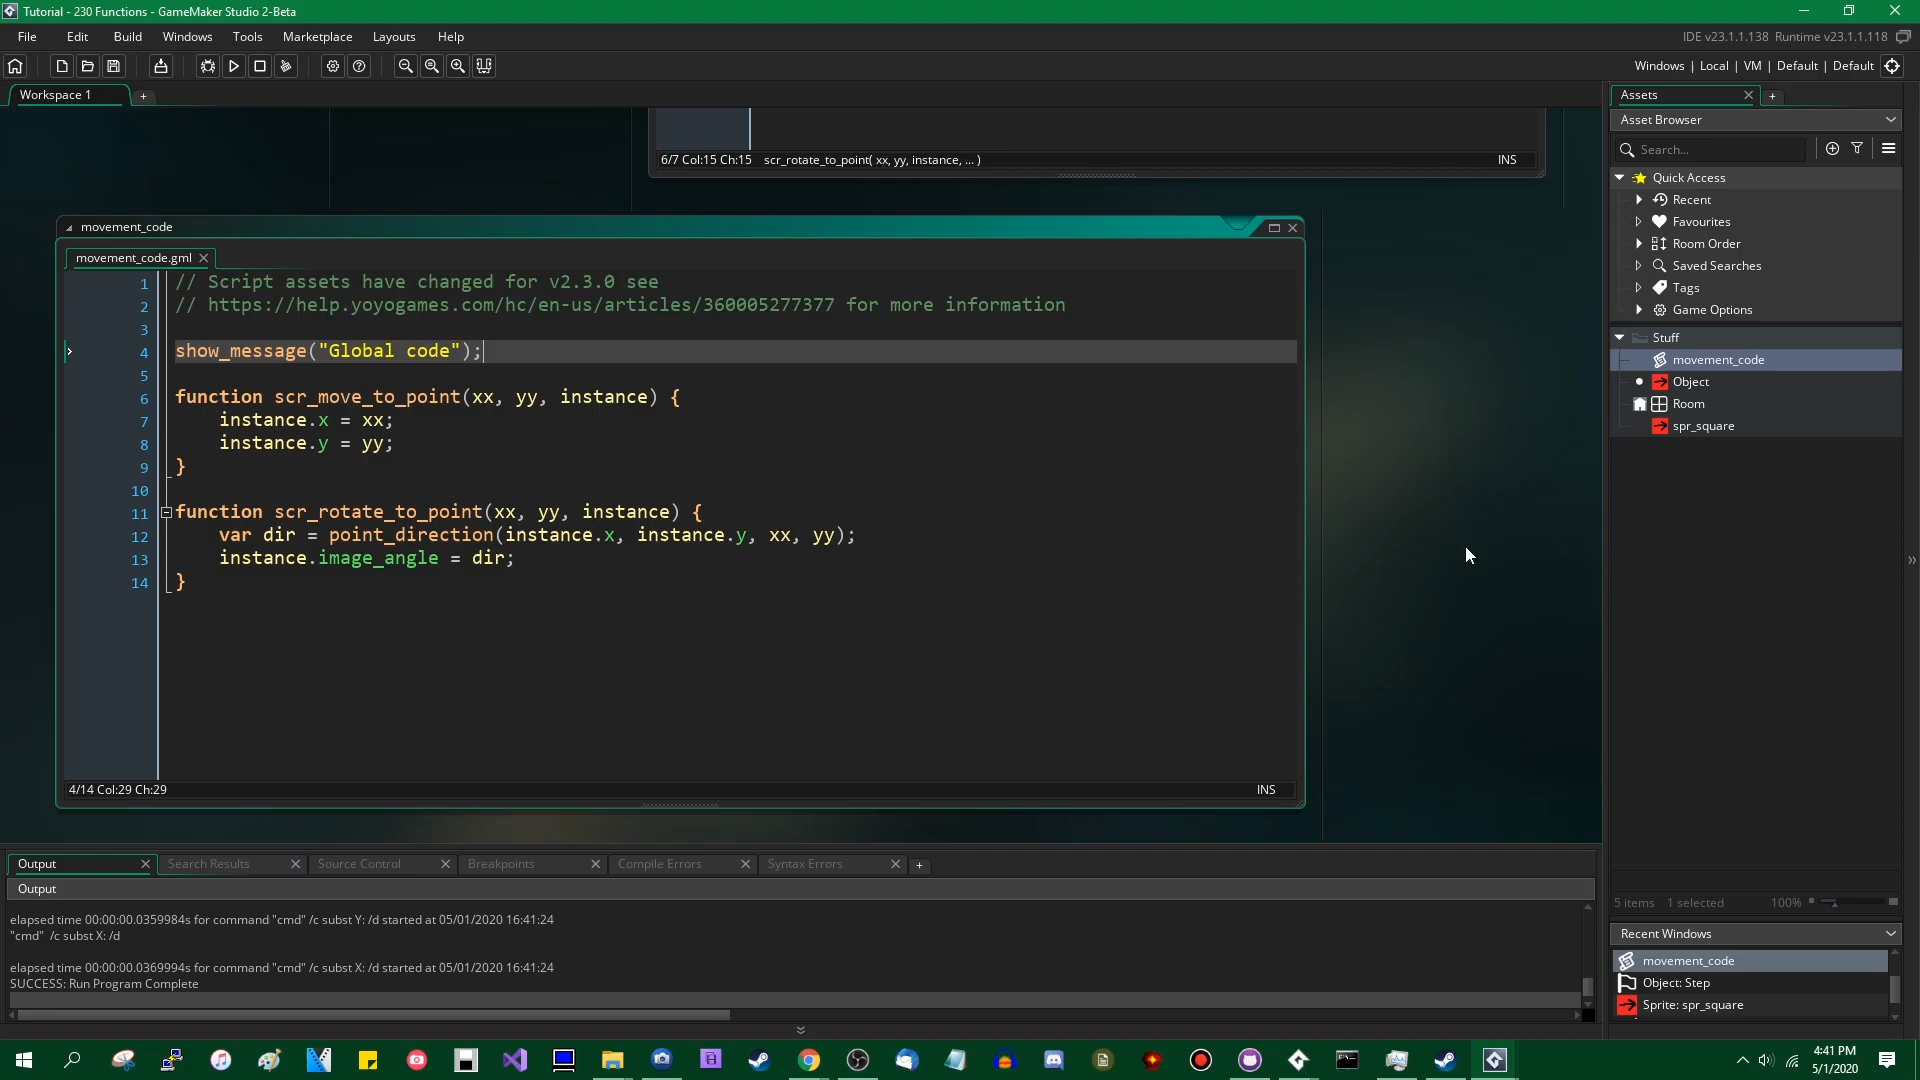 Tutorial - 230 Functions - GameMaker Studio 2-Beta
File Edit Build Windows Tools Marketplace Layouts Help
IDE v23.1.1.138 Runtime v23.1.1.118
Windows | Local | VM | Default | Default
Workspace 1
6/7 Col:15 Ch:15 scr_rotate_to_point( xx, yy, instance, ... ) INS
movement_code
movement_code.gml
1 // Script assets have changed for v2.3.0 see
2 // https://help.yoyogames.com/hc/en-us/articles/360005277377 for more information
3
4 show_message("Global code");
5
6 function scr_move_to_point(xx, yy, instance) {
7 instance.x = xx;
8 instance.y = yy;
9 }
10
11 function scr_rotate_to_point(xx, yy, instance) {
12 var dir = point_direction(instance.x, instance.y, xx, yy);
13 instance.image_angle = dir;
14 }
4/14 Col:29 Ch:29 INS
Output Search Results Source Control Breakpoints Compile Errors Syntax Errors
Output
elapsed time 00:00:00.0359984s for command "cmd" /c subst Y: /d started at 05/01/2020 16:41:24
"cmd" /c subst X: /d
elapsed time 00:00:00.0369994s for command "cmd" /c subst X: /d started at 05/01/2020 16:41:24
SUCCESS: Run Program Complete
Assets
Asset Browser
Search...
Quick Access
Recent
Favourites
Room Order
Saved Searches
Tags
Game Options
Stuff
movement_code
Object
Room
spr_square
5 items 1 selected 100%
Recent Windows
movement_code
Object: Step
Sprite: spr_square
4:41 PM
5/1/2020